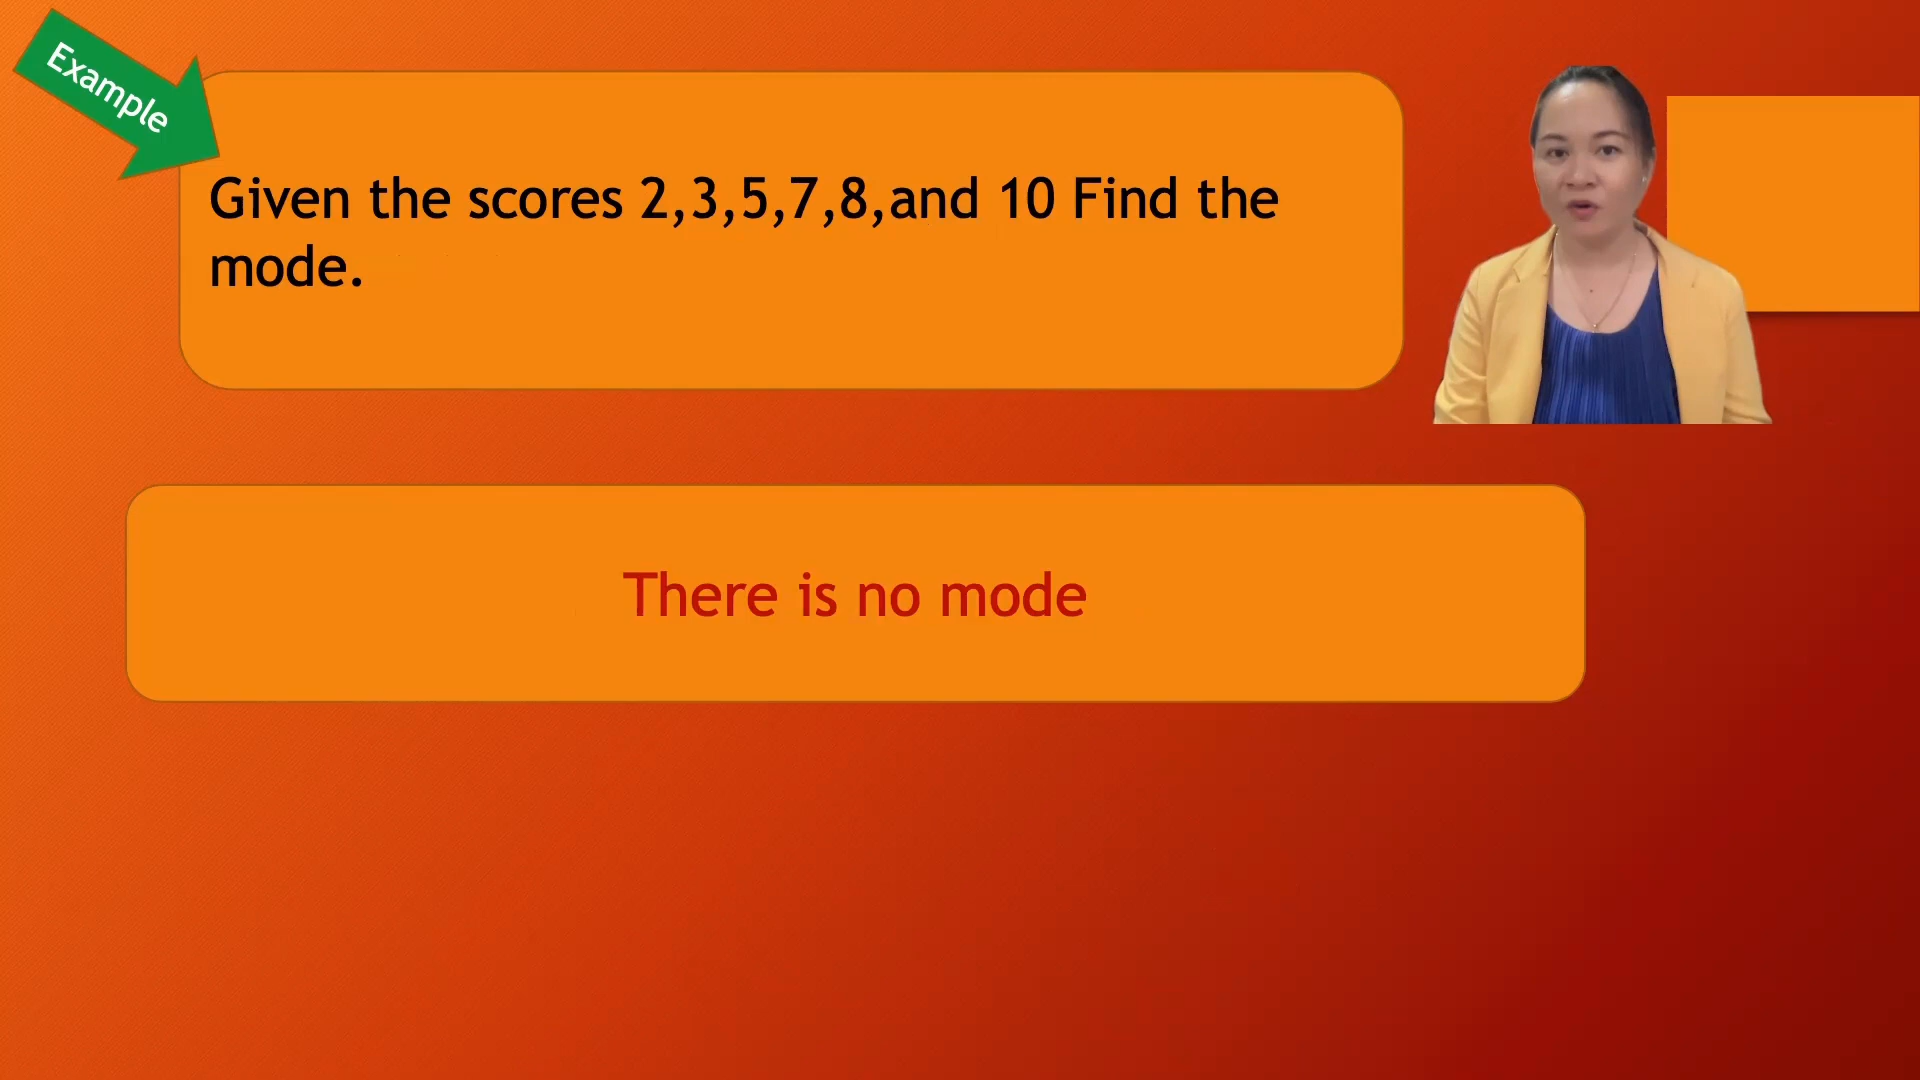 Example
Given the scores 2,3,5,7,8,and 10 Find the
mode.
There is no mode